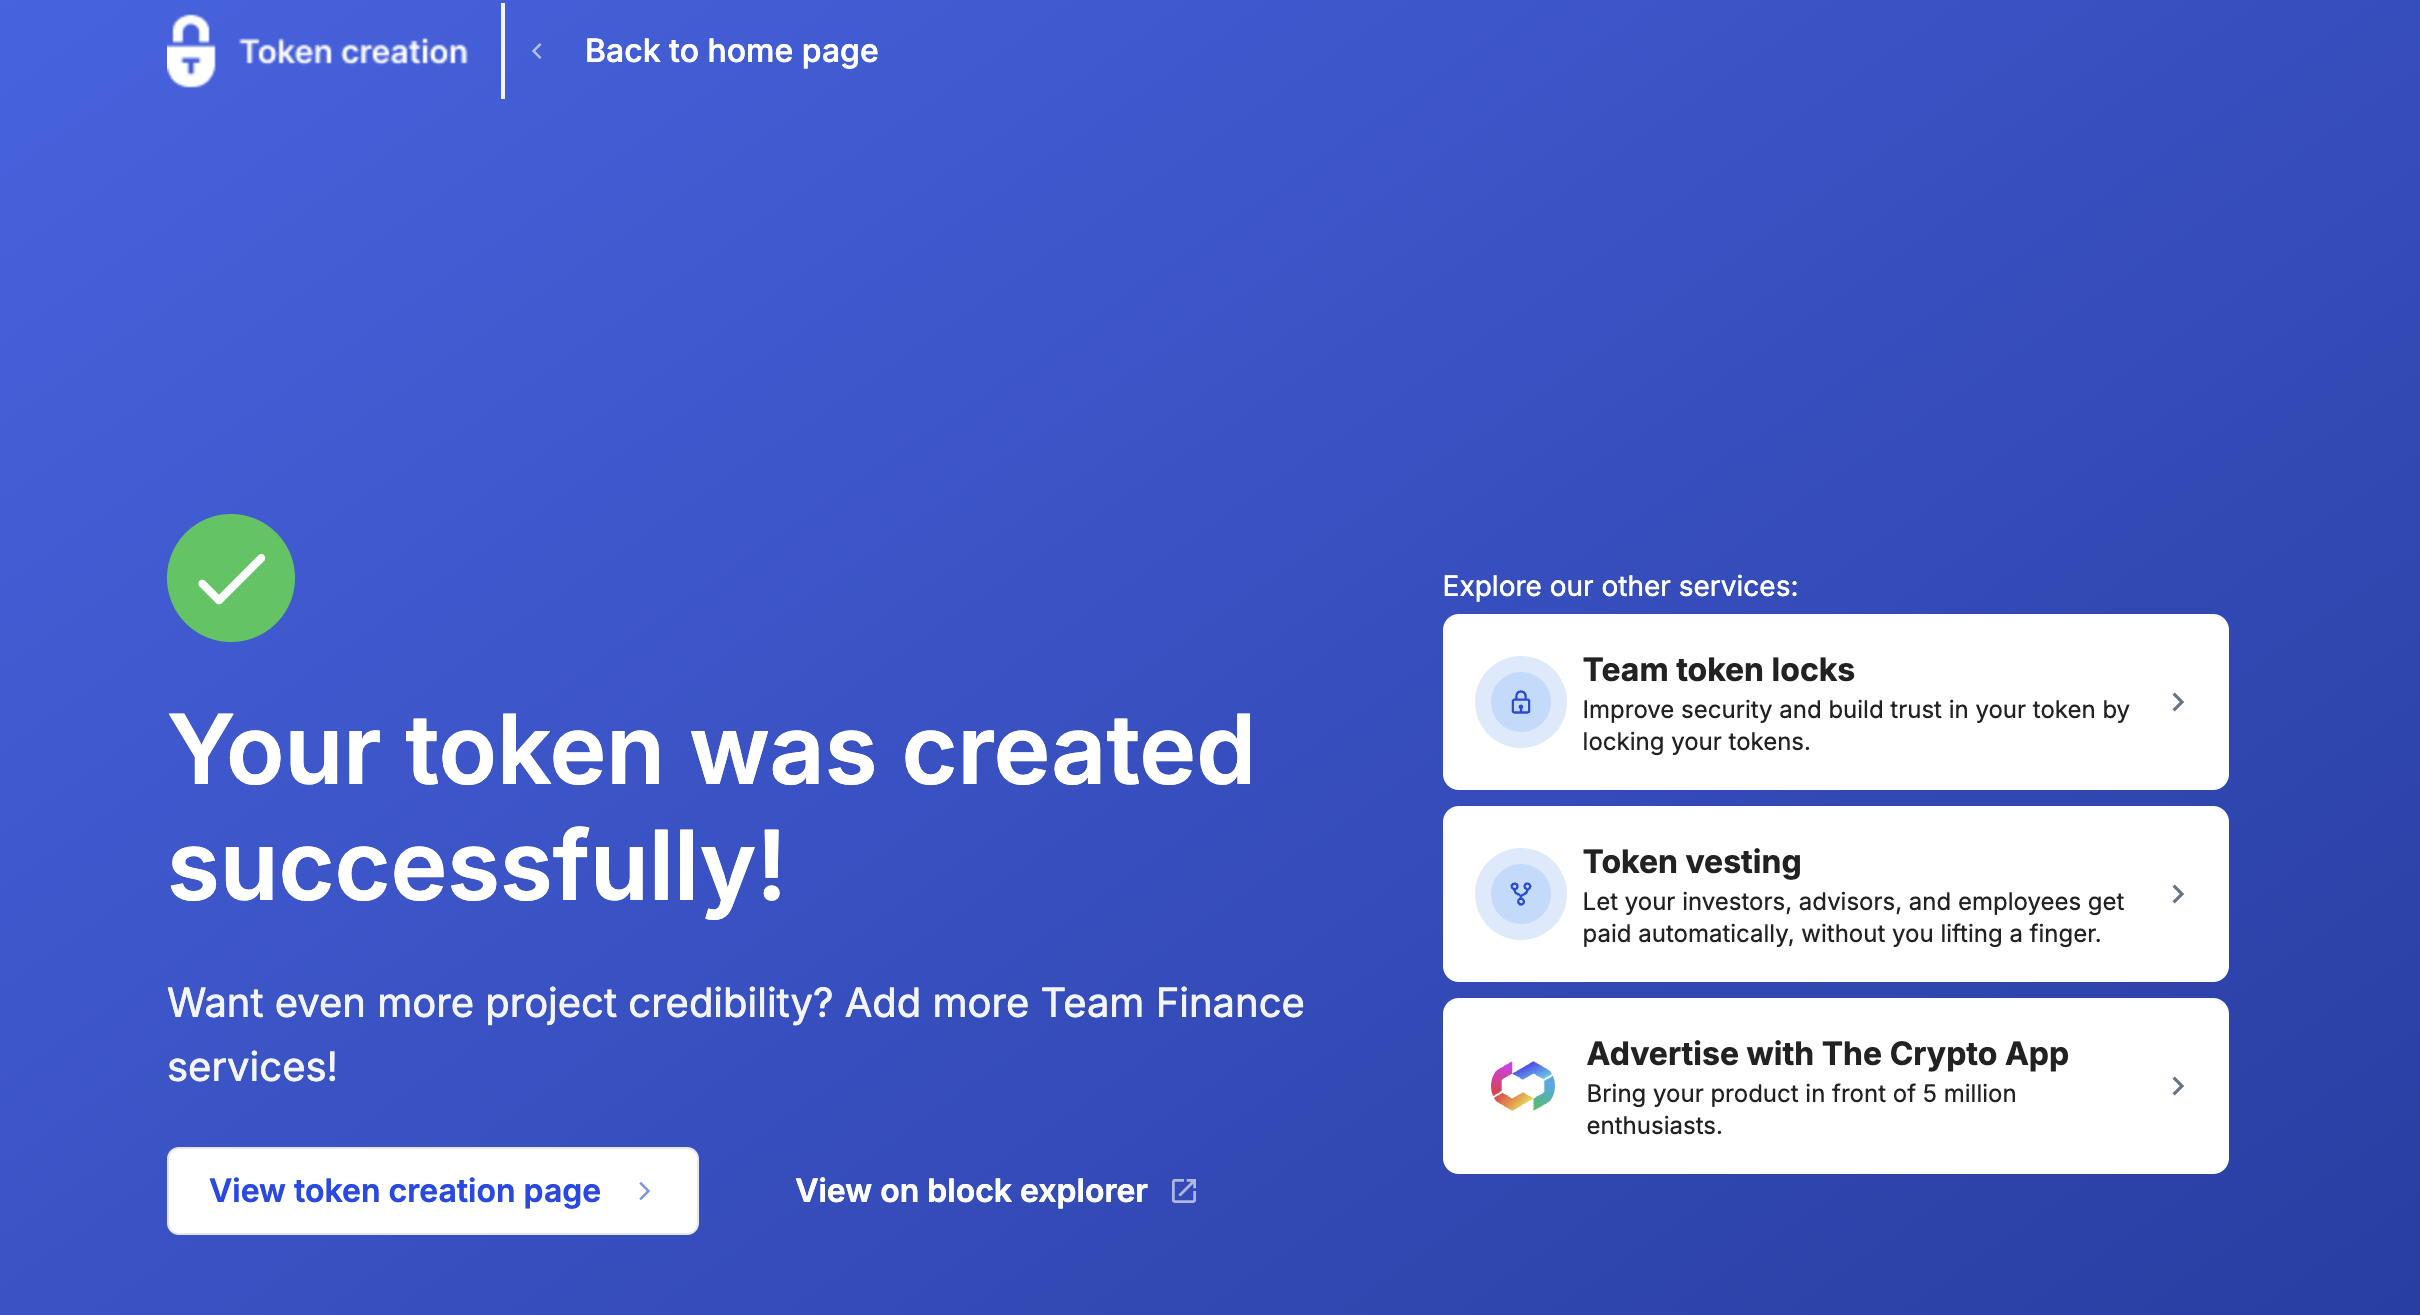 Token creation
Back to home page
Your token was created
successfully!
Want even more project credibility? Add more Team Finance
services!
View token creation page
View on block explorer
Explore our other services:
Team token locks
Improve security and build trust in your token by
locking your tokens.
Token vesting
Let your investors, advisors, and employees get
paid automatically, without you lifting a finger.
Advertise with The Crypto App
Bring your product in front of 5 million
enthusiasts.